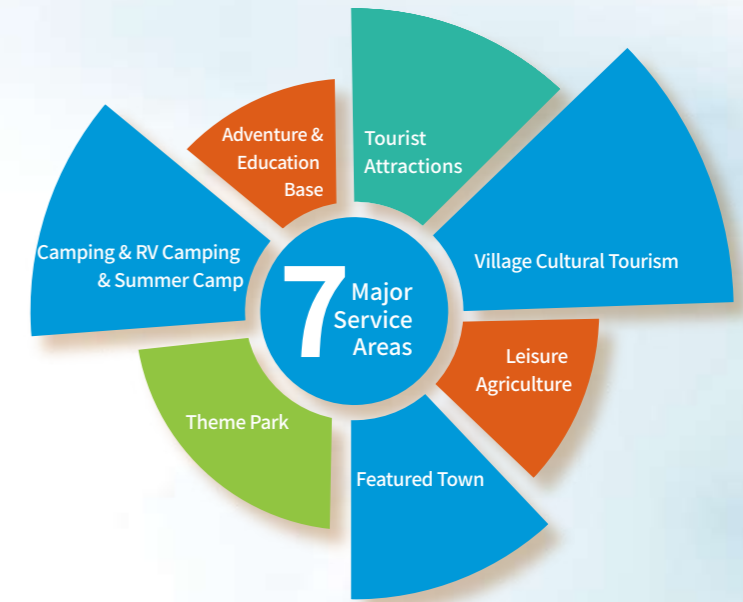 Adventure &
Education
Base
Tourist
Attractions
Camping & RV Camping
& Summer Camp
Village Cultural Tourism
7
Major
Service
Areas
Leisure
Agriculture
Theme Park
Featured Town